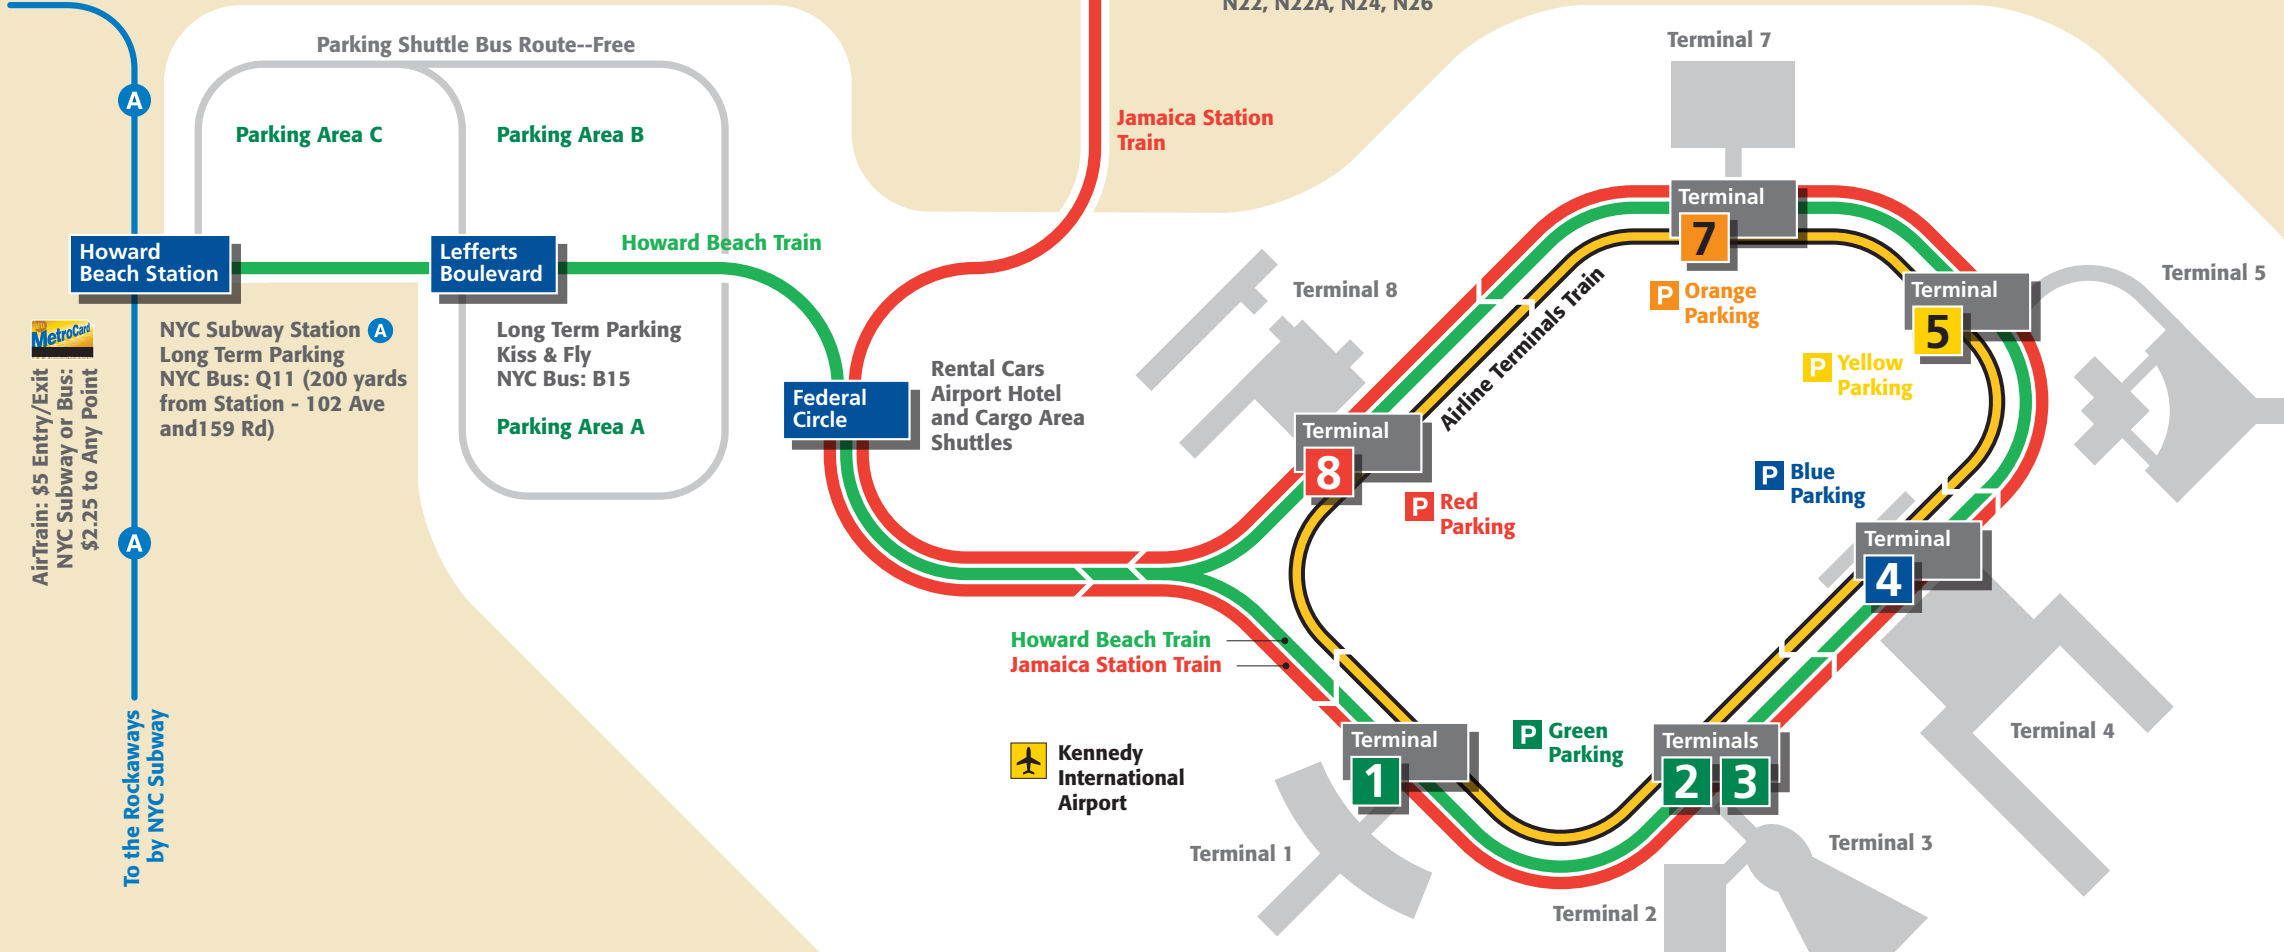 N22, N22A, N24, N26
Parking Shuttle Bus Route--Free
Terminal 7
A
Parking Area C
Parking Area B
Jamaica Station
Train
Terminal
7
Howard
Beach Station
Lefferts
Boulevard
Howard Beach Train
Terminal 8
P Orange
Parking
Terminal
5
Terminal 5
MetroCard
NYC Subway Station A
Long Term Parking
NYC Bus: Q11 (200 yards
from Station - 102 Ave
and159 Rd)
Long Term Parking
Kiss & Fly
NYC Bus: B15
Parking Area A
AirTrain: $5 Entry/Exit
NYC Subway or Bus:
$2.25 to Any Point
Federal
Circle
Rental Cars
Airport Hotel
and Cargo Area
Shuttles
Airline Terminals Train
P Yellow
Parking
Terminal
8
P Red
Parking
P Blue
Parking
Terminal
4
A
Howard Beach Train
Jamaica Station Train
To the Rockaways
by NYC Subway
Kennedy
International
Airport
Terminal
1
P Green
Parking
Terminals
2 3
Terminal 4
Terminal 1
Terminal 3
Terminal 2